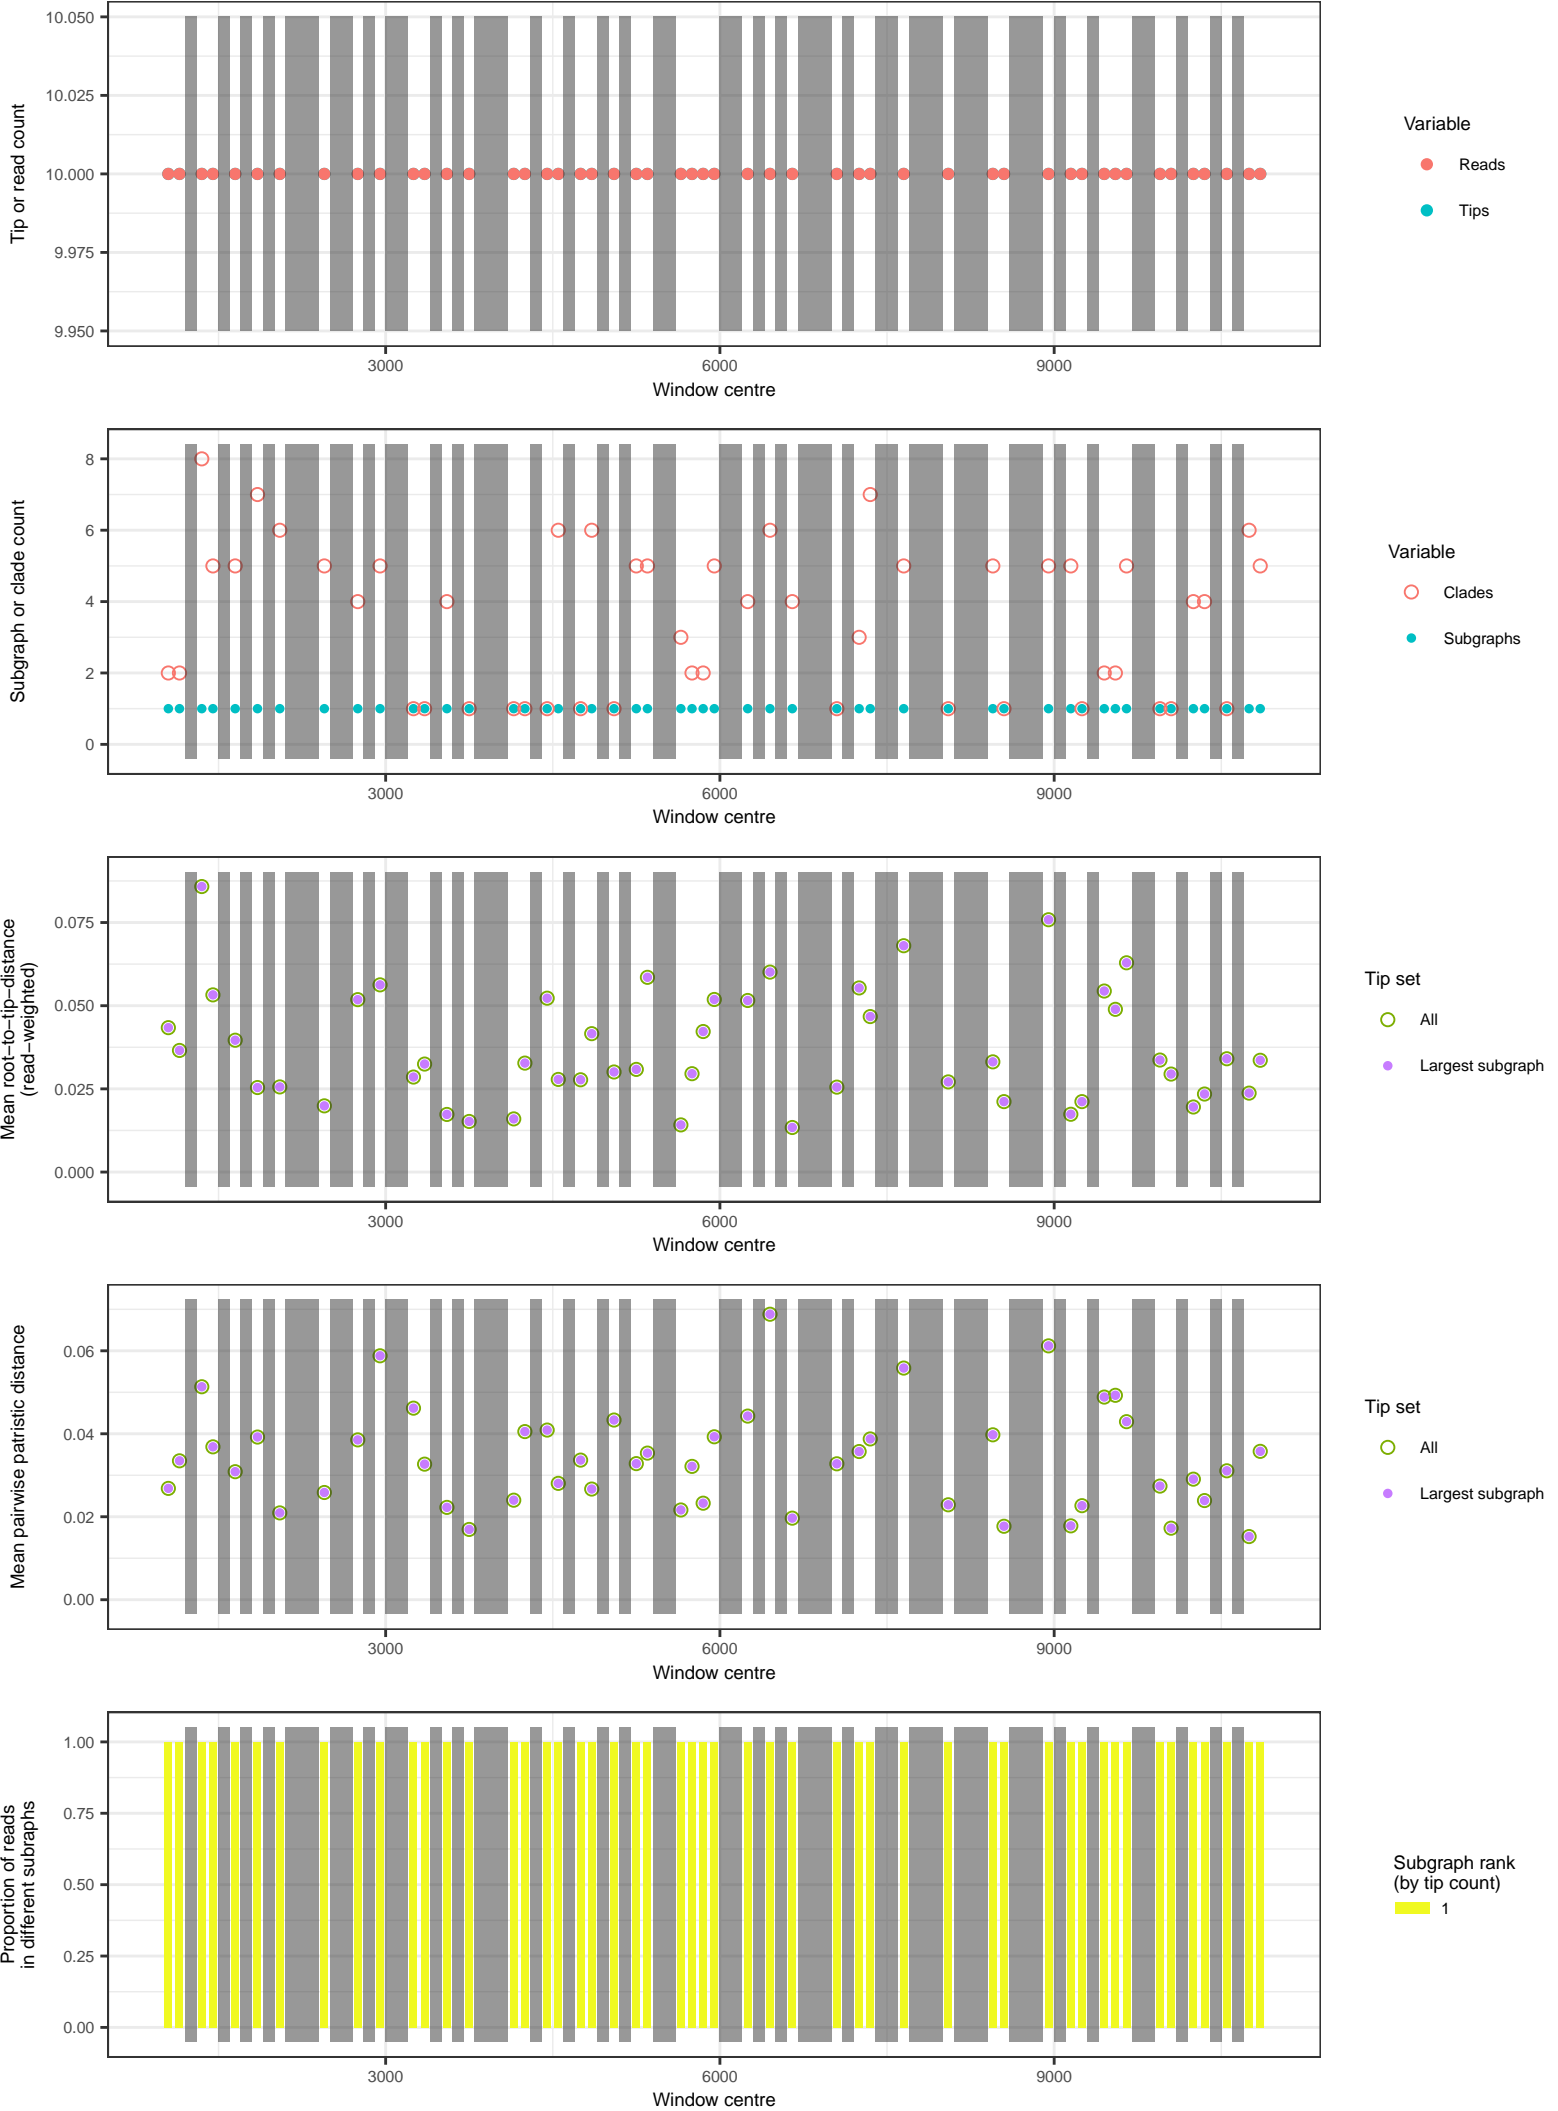 10.050
10.025
10.000
9.975
9.950
Tip or read count
3000 6000 9000
Window centre
Variable
Reads
Tips
8
6
4
2
0
Subgraph or clade count
3000 6000 9000
Window centre
Variable
Clades
Subgraphs
0.075
0.050
0.025
0.000
Mean root−to−tip−distance
(read−weighted)
3000 6000 9000
Window centre
Tip set
All
Largest subgraph
0.06
0.04
0.02
0.00
Mean pairwise patristic distance
3000 6000 9000
Window centre
Tip set
All
Largest subgraph
1.00
0.75
0.50
0.25
0.00
Proportion of reads
in different subraphs
3000 6000 9000
Window centre
Subgraph rank
(by tip count)
1